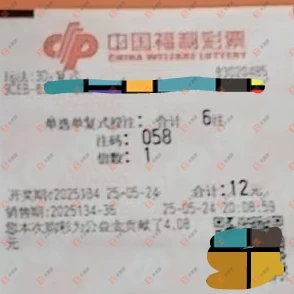 中国福利彩票
CHINA WELFARE LOTTERY
单选单复式投注: 合计 6注
注码: 058
倍数: 1
开奖期:2025134 25-05-24 合计:12元
销售期:2025134-36 25-05-24 20:08:59
您本次购彩为公益金贡献了4.08
元